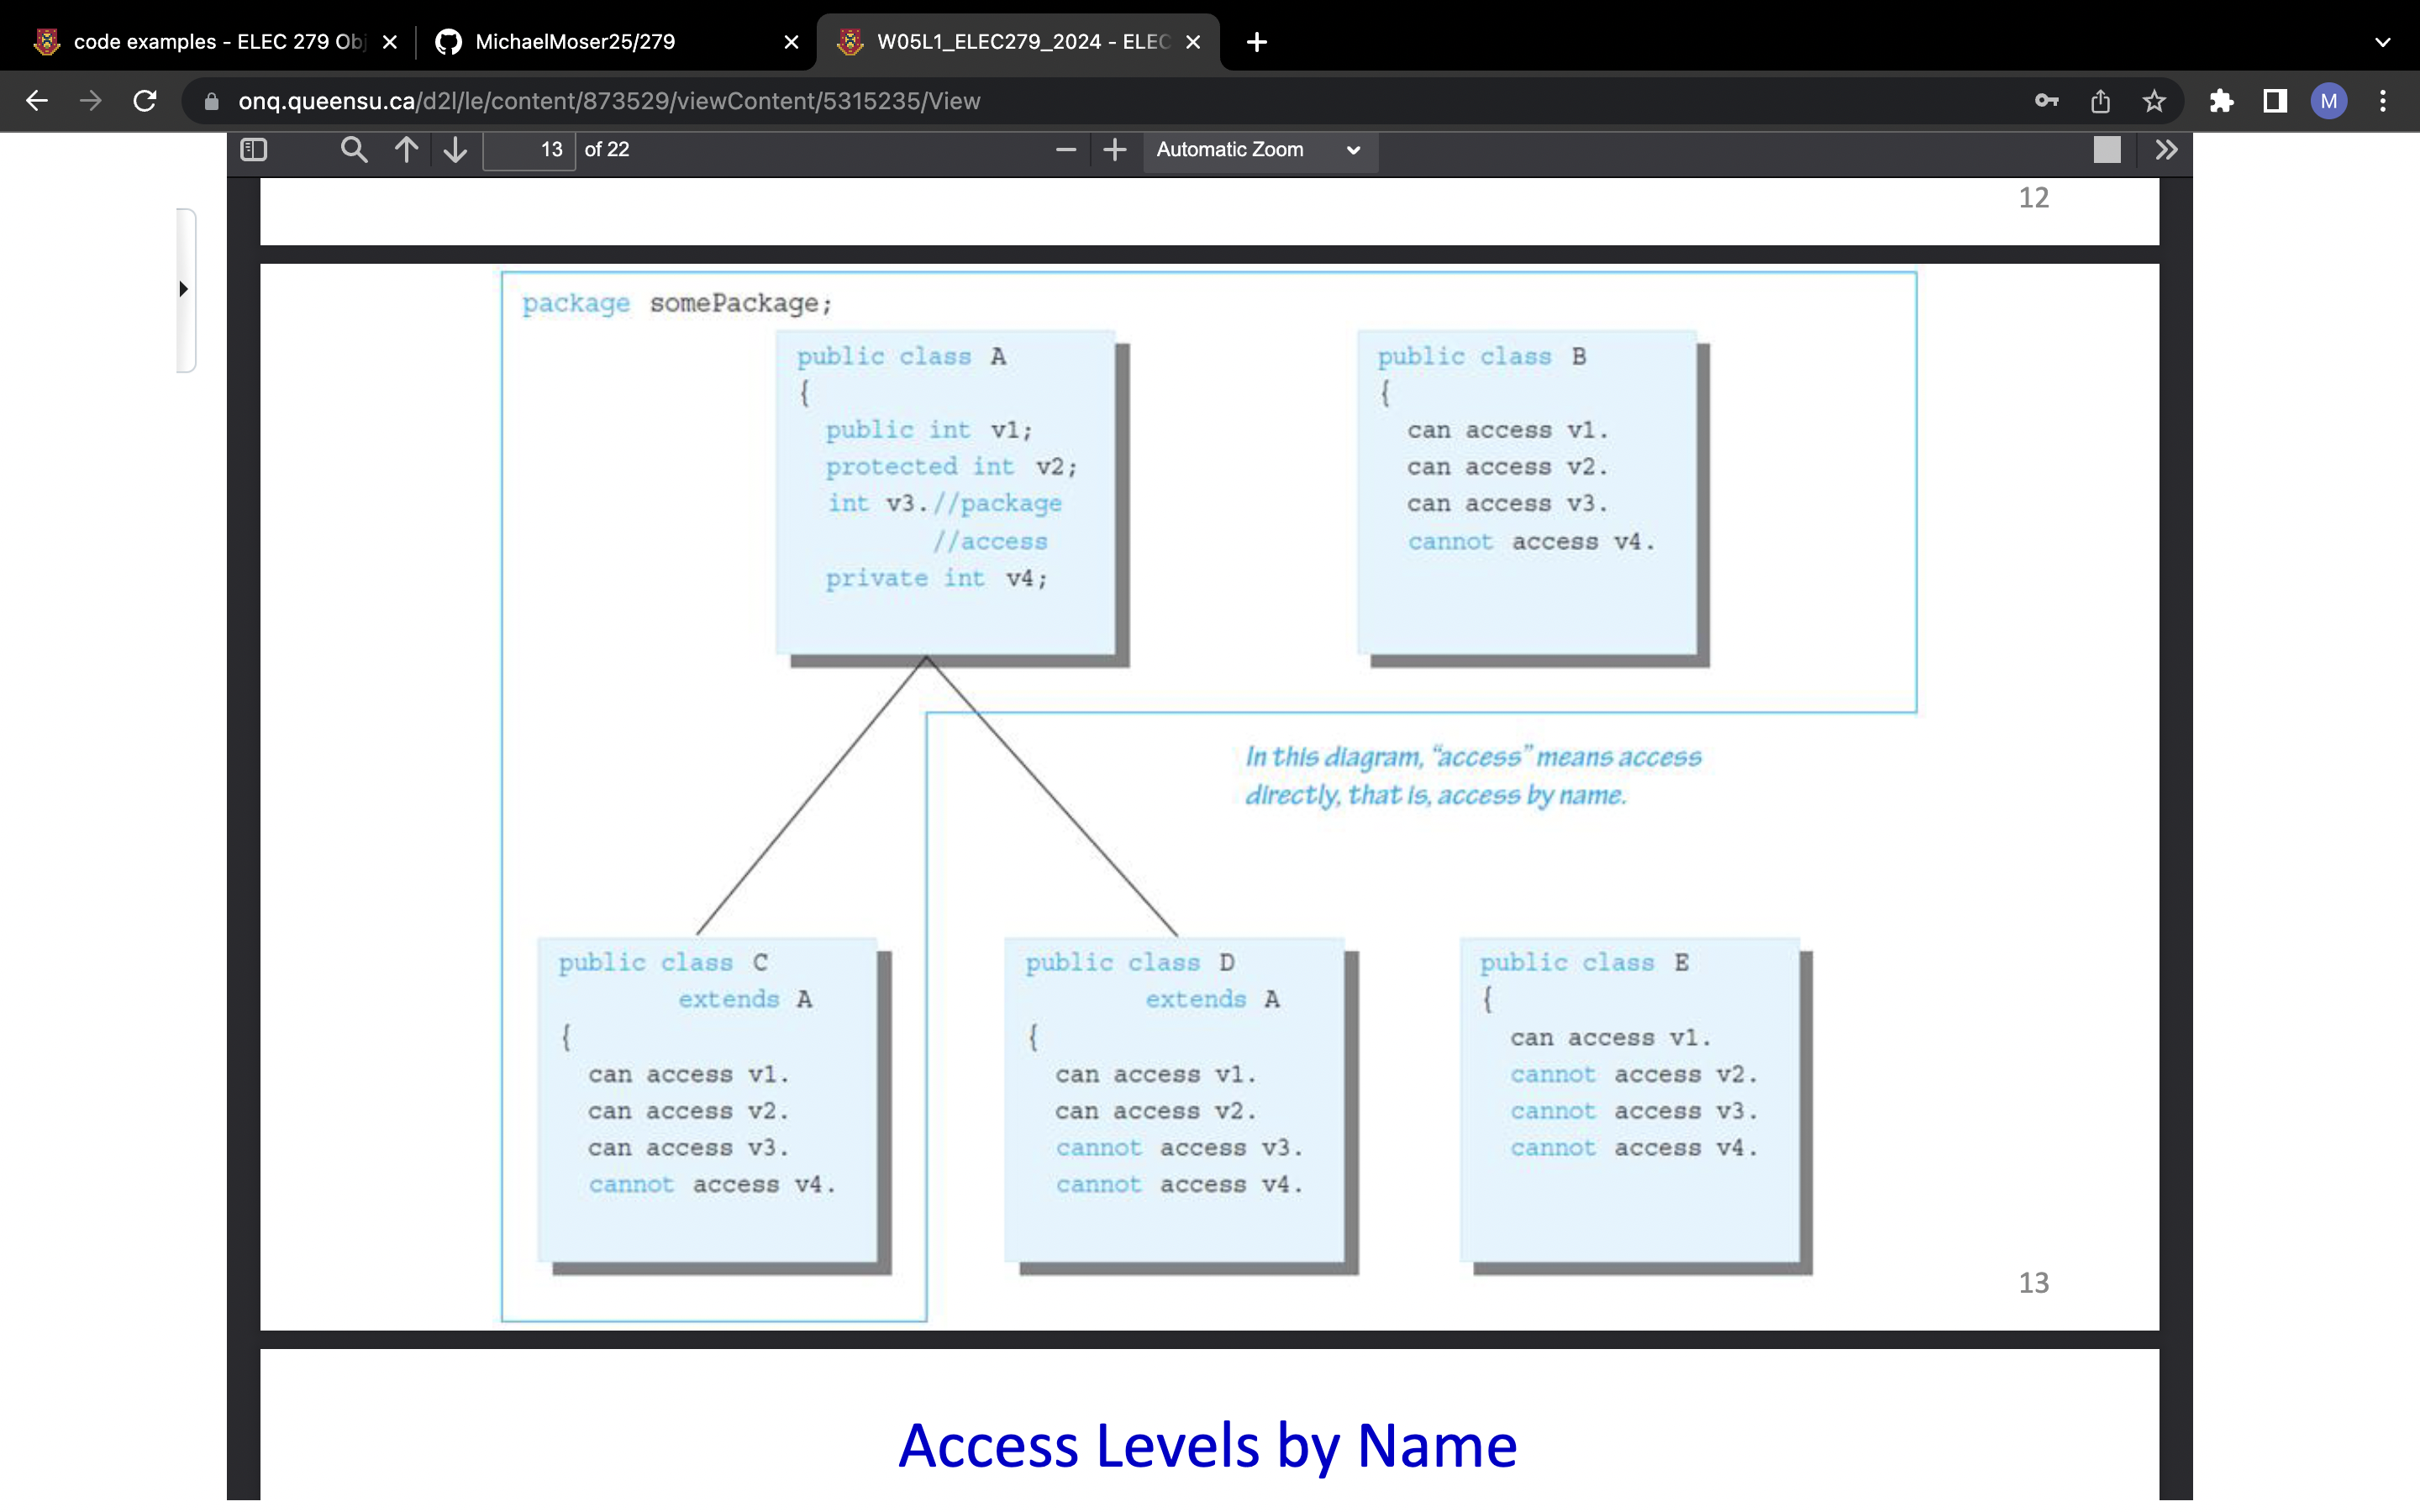 code examples - ELEC 279 Obj
MichaelMoser25/279
W05L1_ELEC279_2024 - ELEC
onq.queensu.ca/d2l/le/content/873529/viewContent/5315235/View
M
13 of 22
Automatic Zoom
12
package somePackage;
public class A
{
public int v1;
protected int v2;
int v3.//package
//access
private int v4;
public class B
{
can access v1.
can access v2.
can access v3.
cannot access v4.
In this diagram, “access” means access
directly, that is, access by name.
public class C
extends A
{
can access v1.
can access v2.
can access v3.
cannot access v4.
public class D
extends A
{
can access v1.
can access v2.
cannot access v3.
cannot access v4.
public class E
{
can access v1.
cannot access v2.
cannot access v3.
cannot access v4.
13
Access Levels by Name